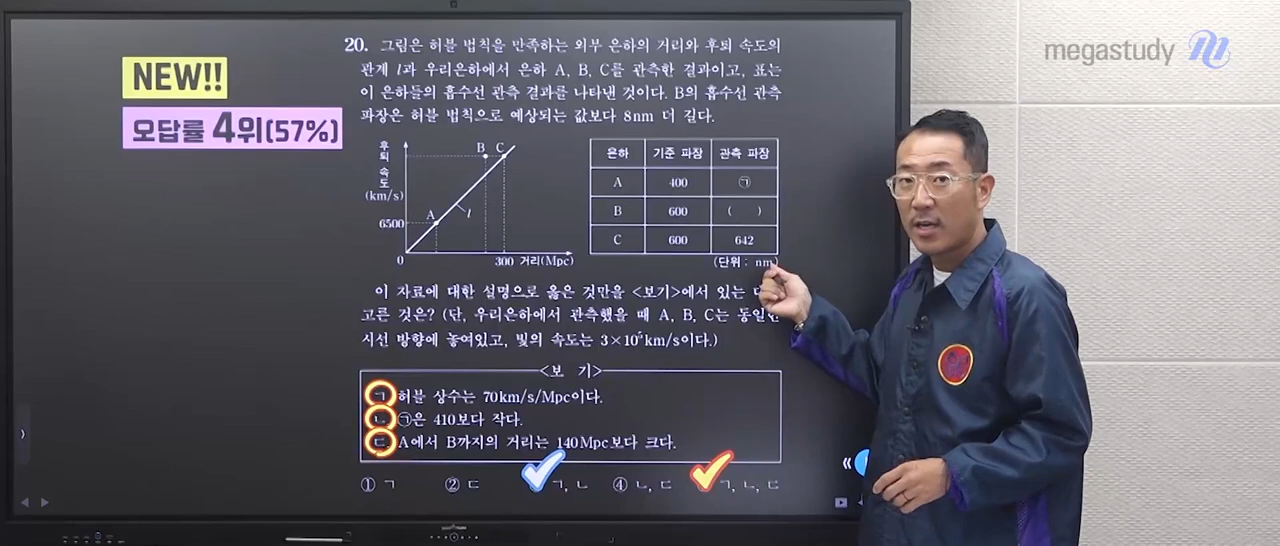 NEW!!
오답률 4위(57%)
megastudy
20. 그림은 허블 법칙을 만족하는 외부 은하의 거리와 후퇴 속도의
관계 l과 우리은하에서 은하 A, B, C를 관측한 결과이고, 표는
이 은하들의 흡수선 관측 결과를 나타낸 것이다. B의 흡수선 관측
파장은 허블 법칙으로 예상되는 값보다 8nm 더 길다.
후퇴 속도
(km/s)
6500
0
A
B C
l
300 거리(Mpc)
은하 기준 파장 관측 파장
A 400 ㉠
B 600 ( )
C 600 642
(단위 : nm)
이 자료에 대한 설명으로 옳은 것만을 <보기>에서 있는
고른 것은? (단, 우리은하에서 관측했을 때 A, B, C는 동일한
시선 방향에 놓여있고, 빛의 속도는 3×10⁵km/s이다.)
<보 기>
ㄱ 허블 상수는 70km/s/Mpc이다.
ㄴ ㉠은 410보다 작다.
ㄷ. A에서 B까지의 거리는 140Mpc보다 크다.
① ㄱ ② ㄷ ㄱ, ㄴ ④ ㄴ, ㄷ ㄱ, ㄴ, ㄷ